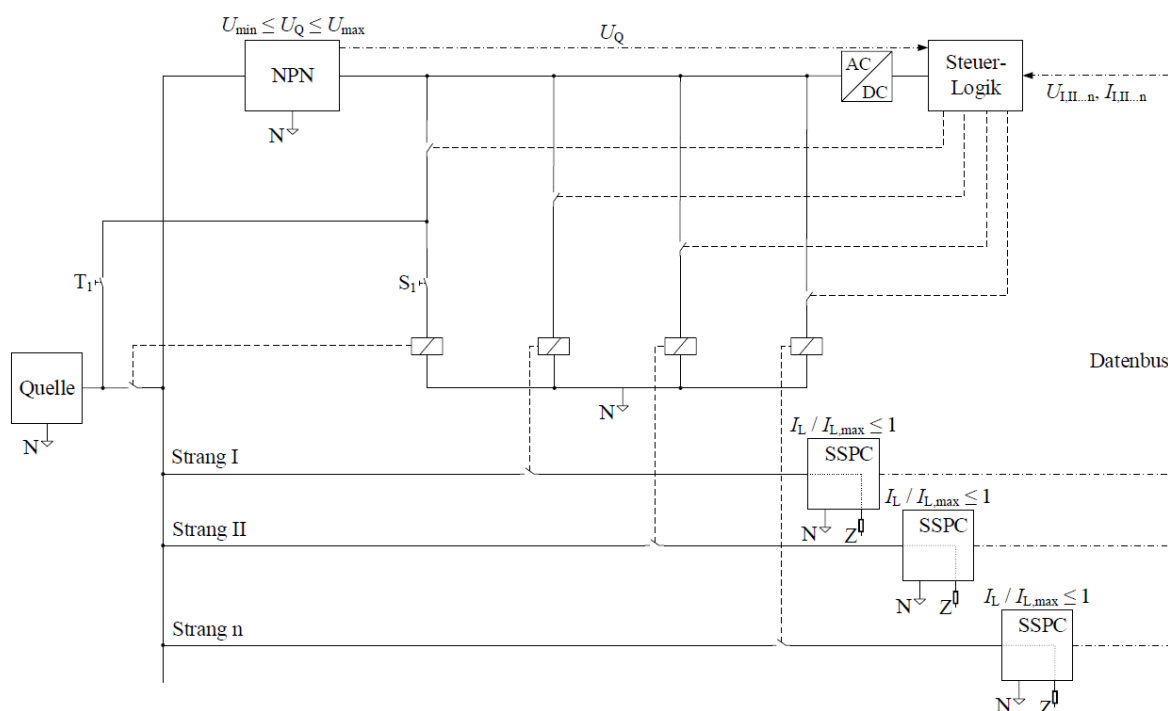 U_min ≤ U_Q ≤ U_max
U_Q
NPN
AC
DC
Steuer-
Logik
U_I,II...n, I_I,II...n
N
T₁
S₁
Quelle
N
N
Datenbus
I_L / I_L,max ≤ 1
Strang I
SSPC
N
Z
I_L / I_L,max ≤ 1
Strang II
SSPC
N
Z
I_L / I_L,max ≤ 1
Strang n
SSPC
N
Z